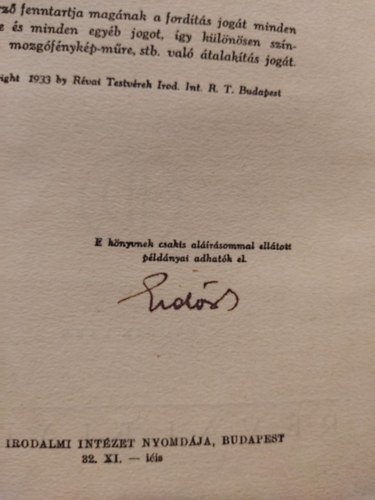 ző fenntartja magának a fordítás jogát minden
e és minden egyéb jogot, így különösen szín-
mozgófénykép-műre, stb. való átalakítás jogát.
ight 1933 by Révai Testvérek Irod. Int. R. T. Budapest
E könyvnek csakis aláírásommal ellátott
példányai adhatók el.
Erdős
IRODALMI INTÉZET NYOMDÁJA, BUDAPEST
32. XI. —